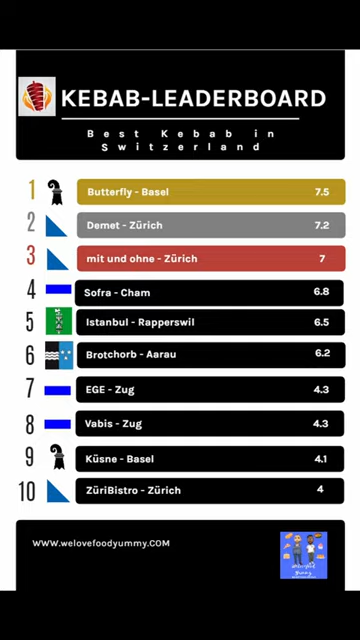 KEBAB-LEADERBOARD
Best Kebab in
Switzerland
1 Butterfly - Basel 7.5
2 Demet - Zürich 7.2
3 mit und ohne - Zürich 7
4 Sofra - Cham 6.8
5 Istanbul - Rapperswil 6.5
6 Brotchorb - Aarau 6.2
7 EGE - Zug 4.3
8 Vabis - Zug 4.3
9 Küsne - Basel 4.1
10 ZüriBistro - Zürich 4
WWW.welovefoodyummy.COM